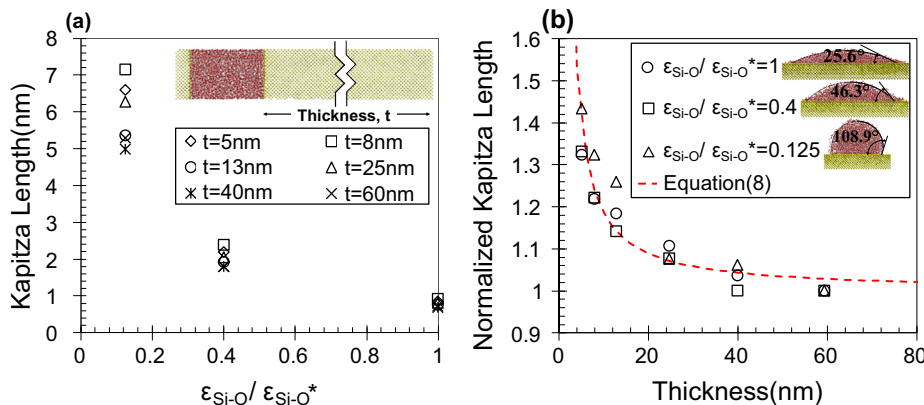 (a)
8
7
6
5
4
3
2
1
0
Kapitza Length(nm)
Thickness, t
t=5nm
t=8nm
t=13nm
t=25nm
t=40nm
t=60nm
0
0.2
0.4
0.6
0.8
1
εSi-O/ εSi-O*
(b)
1.6
1.5
1.4
1.3
1.2
1.1
1
0.9
Normalized Kapitza Length
εSi-O/ εSi-O*=1
25.6°
εSi-O/ εSi-O*=0.4
46.3°
εSi-O/ εSi-O*=0.125
108.9°
Equation(8)
0
20
40
60
80
Thickness(nm)